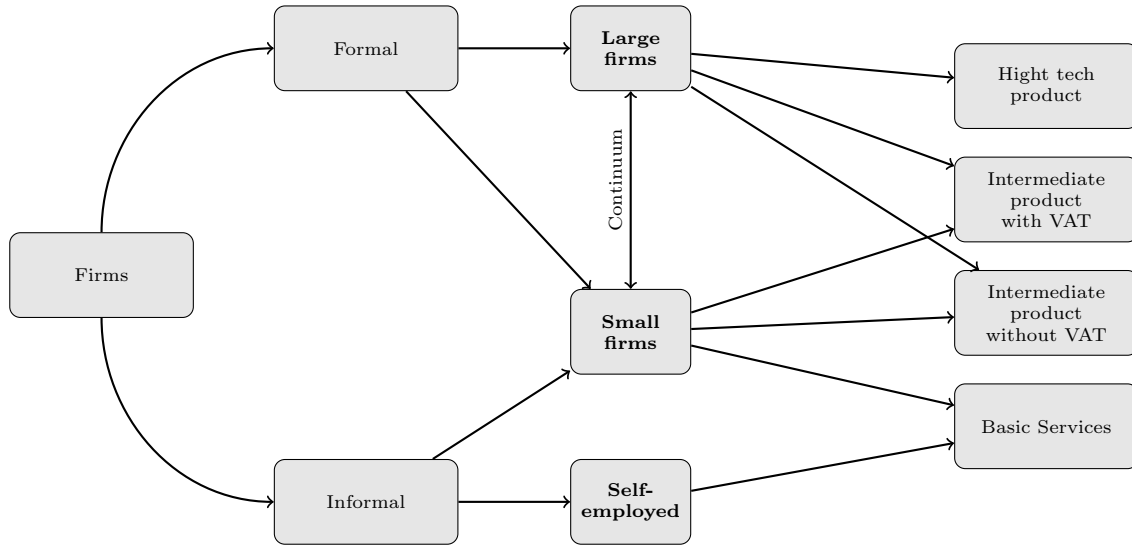 Formal
Large
firms
Hight tech
product
Continuum
Intermediate
product
with VAT
Firms
Small
firms
Intermediate
product
without VAT
Basic Services
Informal
Self-
employed